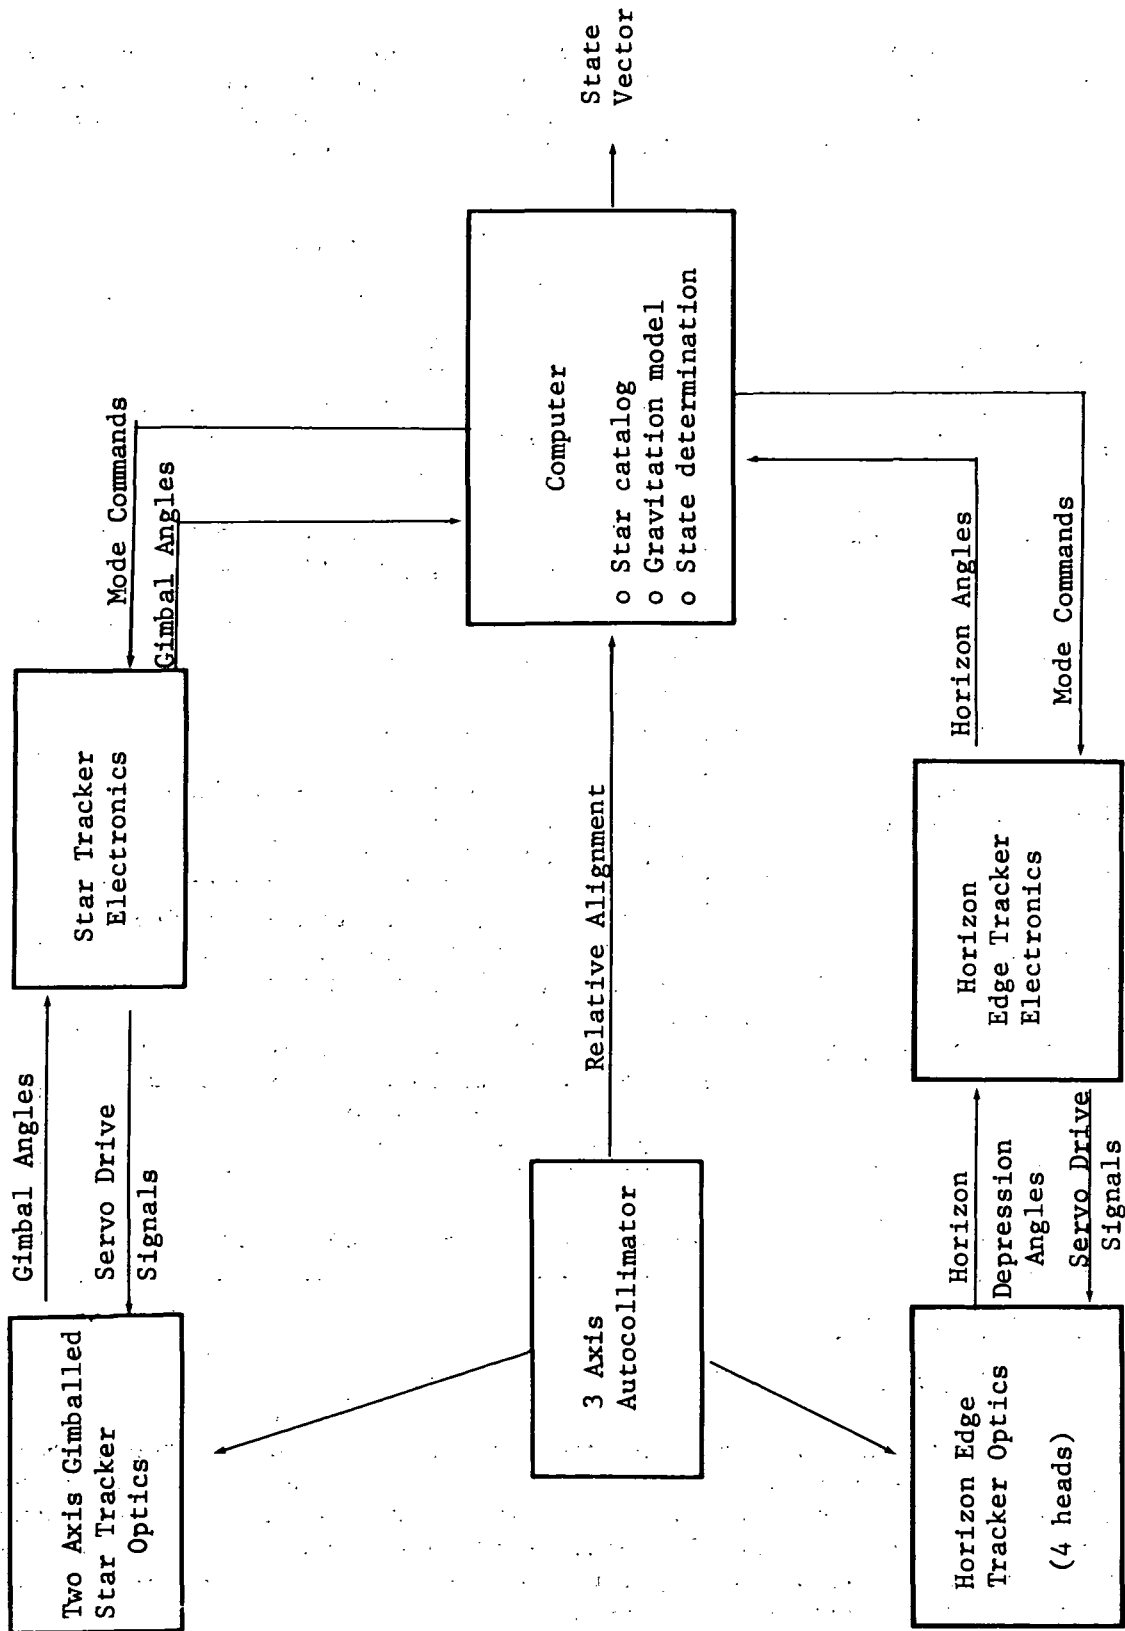 Two Axis Gimballed
Star Tracker
Optics
Gimbal Angles
Servo Drive
Signals
Star Tracker
Electronics
Mode Commands
Gimbal Angles
3 Axis
Autocollimator
Relative Alignment
Computer
o Star catalog
o Gravitation model
o State determination
State
Vector
Horizon Edge
Tracker Optics
(4 heads)
Horizon
Depression
Angles
Servo Drive
Signals
Horizon
Edge Tracker
Electronics
Horizon Angles
Mode Commands